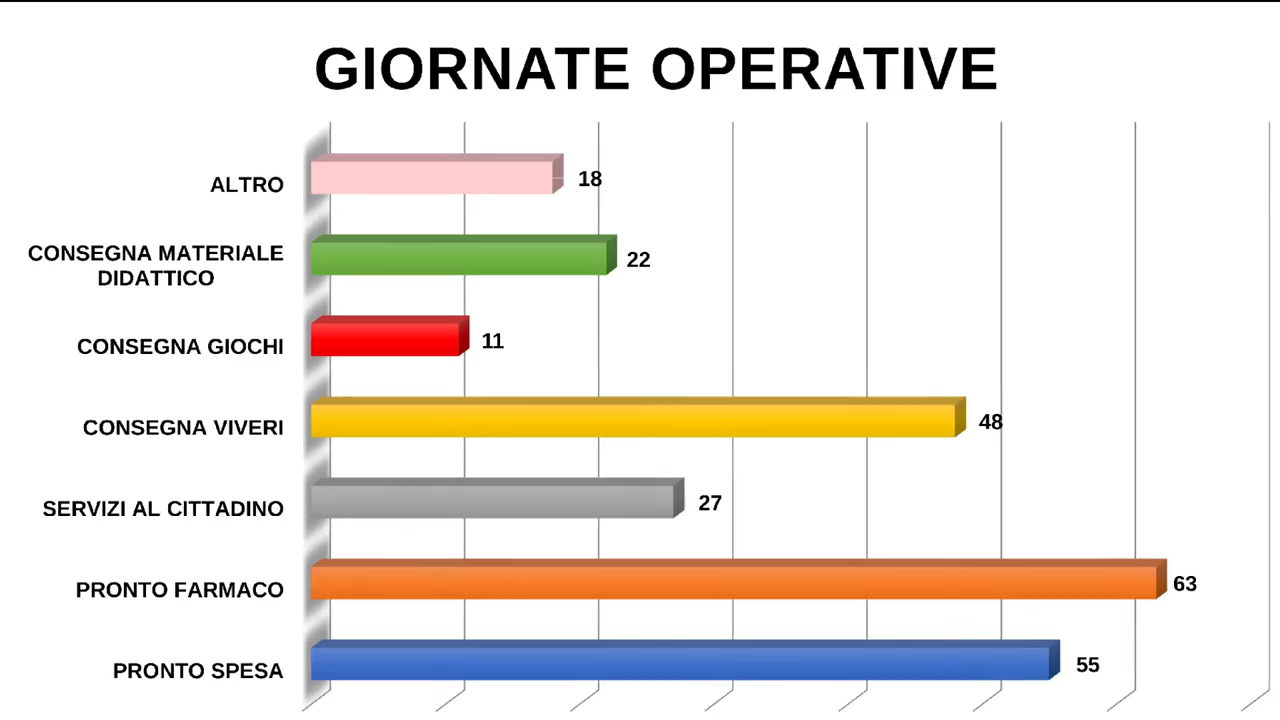 GIORNATE OPERATIVE
ALTRO
18
CONSEGNA MATERIALE
DIDATTICO
22
CONSEGNA GIOCHI
11
CONSEGNA VIVERI
48
SERVIZI AL CITTADINO
27
PRONTO FARMACO
63
PRONTO SPESA
55